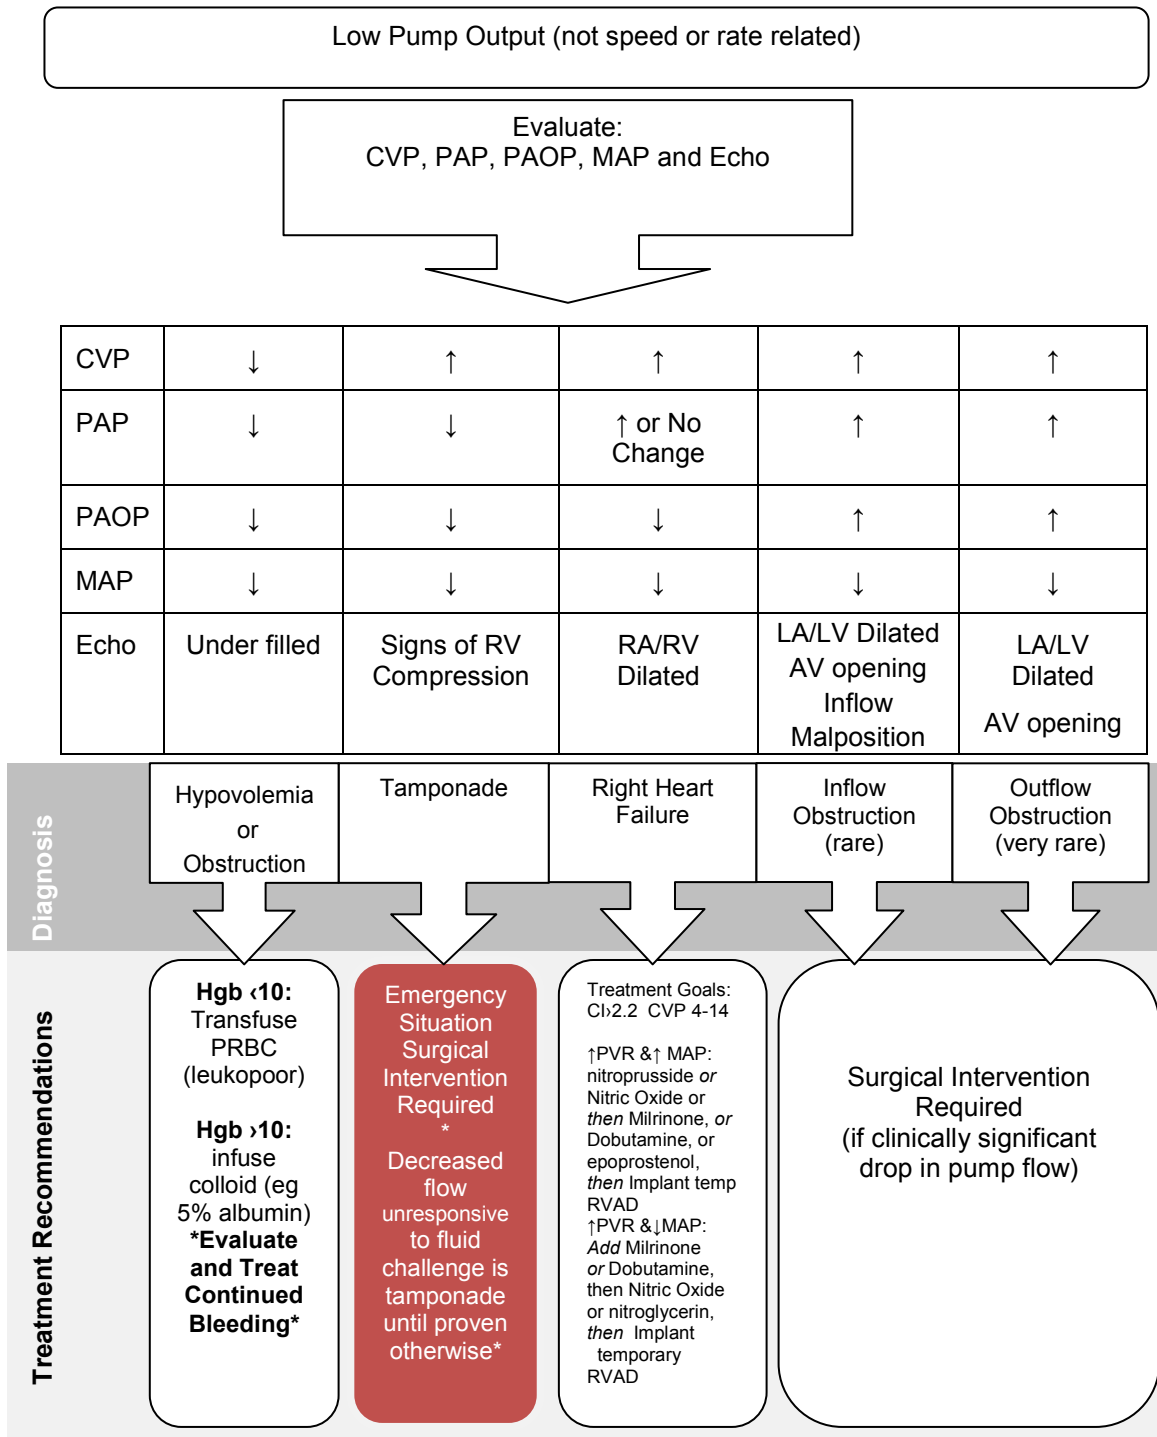 Low Pump Output (not speed or rate related)
Evaluate:
CVP, PAP, PAOP, MAP and Echo
CVP ↓ ↑ ↑ ↑ ↑
PAP ↓ ↓ ↑ or No Change ↑ ↑
PAOP ↓ ↓ ↓ ↑ ↑
MAP ↓ ↓ ↓ ↓ ↓
Echo
Under filled
Signs of RV
Compression
RA/RV
Dilated
LA/LV Dilated
AV opening
Inflow
Malposition
LA/LV
Dilated
AV opening
Diagnosis
Hypovolemia
or
Obstruction
Tamponade
Right Heart
Failure
Inflow
Obstruction
(rare)
Outflow
Obstruction
(very rare)
Treatment Recommendations
Hgb ‹10:
Transfuse
PRBC
(leukopoor)
Hgb ›10:
infuse
colloid (eg
5% albumin)
*Evaluate
and Treat
Continued
Bleeding*
Emergency
Situation
Surgical
Intervention
Required
*
Decreased
flow
unresponsive
to fluid
challenge is
tamponade
until proven
otherwise*
Treatment Goals:
CI›2.2 CVP 4-14
↑PVR &↑ MAP:
nitroprusside or
Nitric Oxide or
then Milrinone, or
Dobutamine, or
epoprostenol,
then Implant temp
RVAD
↑PVR &↓MAP:
Add Milrinone
or Dobutamine,
then Nitric Oxide
or nitroglycerin,
then Implant
temporary
RVAD
Surgical Intervention
Required
(if clinically significant
drop in pump flow)